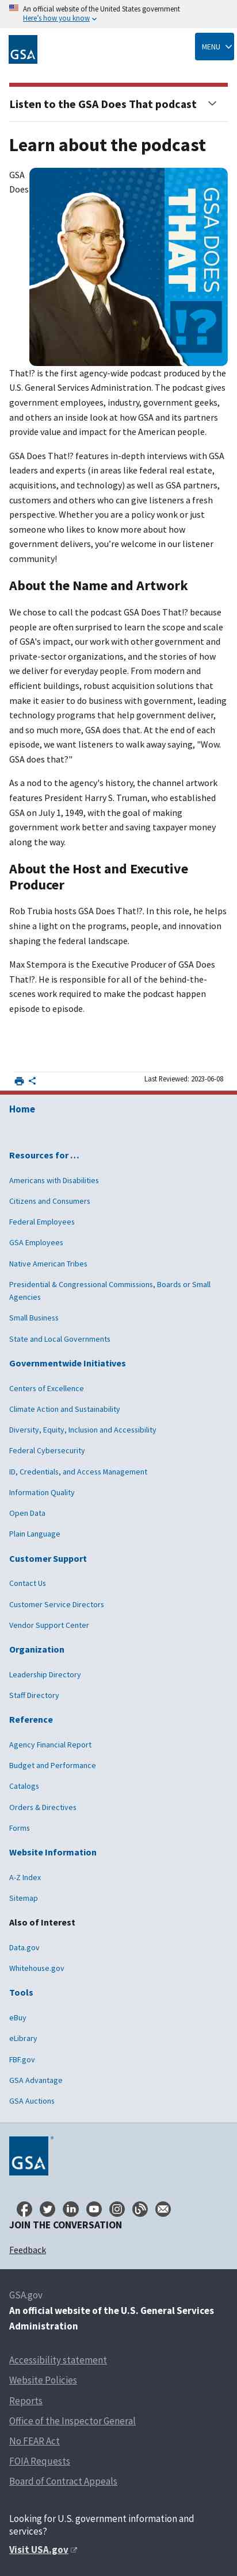 An official website of the United States government
Here's how you know
GSA
MENU
Listen to the GSA Does That podcast
Learn about the podcast
GSA
Does
GSA DOES
THAT
!?
That!? is the first agency-wide podcast produced by the
U.S. General Services Administration. The podcast gives
government employees, industry, government geeks,
and others an inside look at how GSA and its partners
provide value and impact for the American people.
GSA Does That!? features in-depth interviews with GSA
leaders and experts (in areas like federal real estate,
acquisitions, and technology) as well as GSA partners,
customers and others who can give listeners a fresh
perspective. Whether you are a policy wonk or just
someone who likes to know more about how
government delivers, you're welcome in our listener
community!
About the Name and Artwork
We chose to call the podcast GSA Does That!? because
people are often surprised to learn the scope and scale
of GSA's impact, our work with other government and
private-sector organizations, and the stories of how
we deliver for everyday people. From modern and
efficient buildings, robust acquisition solutions that
make it easier to do business with government, leading
technology programs that help government deliver,
and so much more, GSA does that. At the end of each
episode, we want listeners to walk away saying, "Wow.
GSA does that?"
As a nod to the agency's history, the channel artwork
features President Harry S. Truman, who established
GSA on July 1, 1949, with the goal of making
government work better and saving taxpayer money
along the way.
About the Host and Executive
Producer
Rob Trubia hosts GSA Does That!?. In this role, he helps
shine a light on the programs, people, and innovation
shaping the federal landscape.
Max Stempora is the Executive Producer of GSA Does
That!?. He is responsible for all of the behind-the-
scenes work required to make the podcast happen
episode to episode.
Last Reviewed: 2023-06-08
Home
Resources for …
Americans with Disabilities
Citizens and Consumers
Federal Employees
GSA Employees
Native American Tribes
Presidential & Congressional Commissions, Boards or Small
Agencies
Small Business
State and Local Governments
Governmentwide Initiatives
Centers of Excellence
Climate Action and Sustainability
Diversity, Equity, Inclusion and Accessibility
Federal Cybersecurity
ID, Credentials, and Access Management
Information Quality
Open Data
Plain Language
Customer Support
Contact Us
Customer Service Directors
Vendor Support Center
Organization
Leadership Directory
Staff Directory
Reference
Agency Financial Report
Budget and Performance
Catalogs
Orders & Directives
Forms
Website Information
A-Z Index
Sitemap
Also of Interest
Data.gov
Whitehouse.gov
Tools
eBuy
eLibrary
FBF.gov
GSA Advantage
GSA Auctions
GSA
JOIN THE CONVERSATION
Feedback
GSA.gov
An official website of the U.S. General Services
Administration
Accessibility statement
Website Policies
Reports
Office of the Inspector General
No FEAR Act
FOIA Requests
Board of Contract Appeals
Looking for U.S. government information and
services?
Visit USA.gov